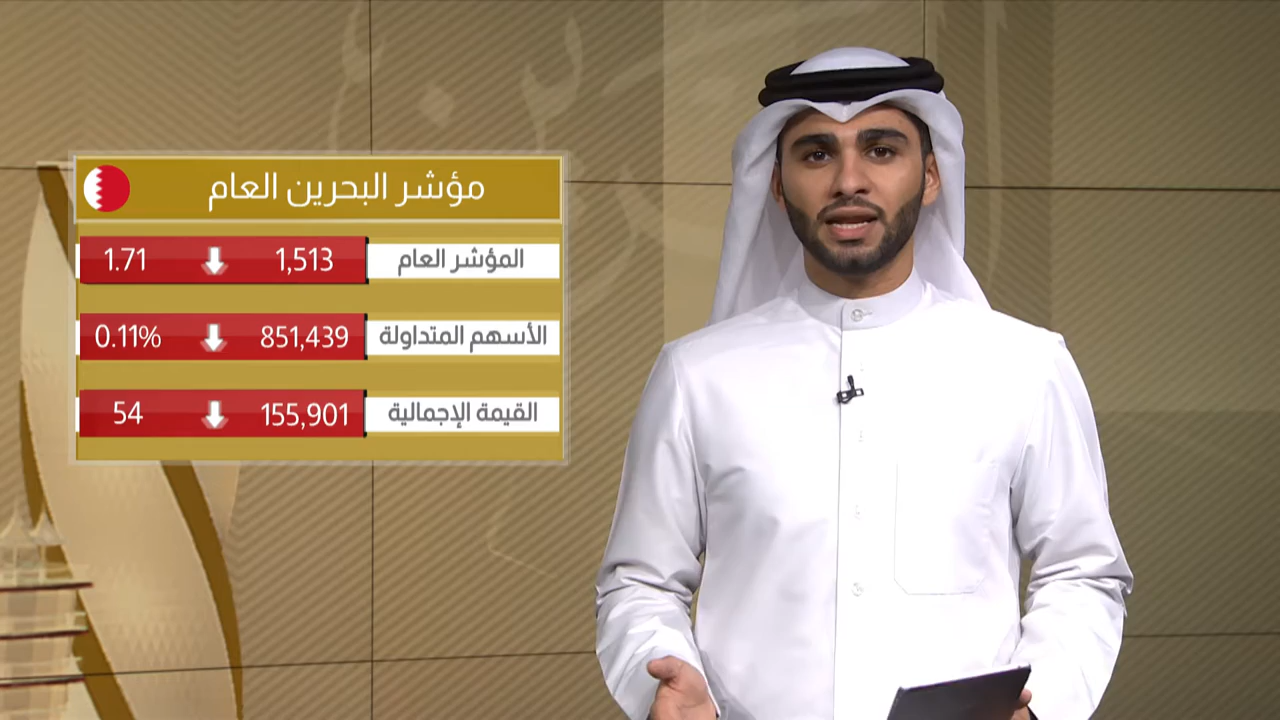 مؤشر البحرين العام
المؤشر العام 1,513 1.71
الأسهم المتداولة 851,439 0.11%
القيمة الإجمالية 155,901 54